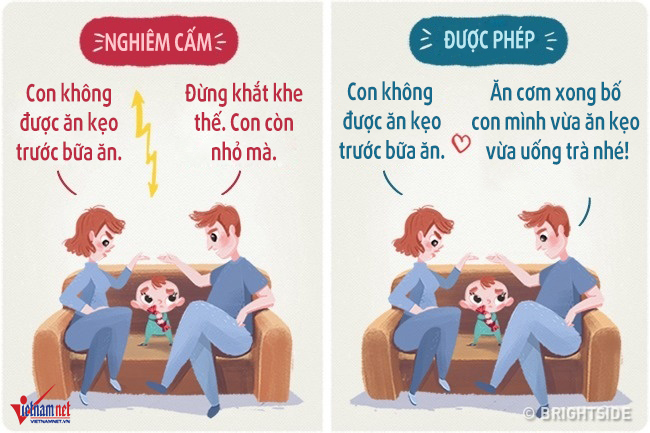 NGHIÊM CẤM
Con không
được ăn kẹo
trước bữa ăn.
Đừng khắt khe
thế. Con còn
nhỏ mà.
ĐƯỢC PHÉP
Con không
được ăn kẹo
trước bữa ăn.
Ăn cơm xong bố
con mình vừa ăn kẹo
vừa uống trà nhé!
Vietnamnet
VIETNAMNET.VN
© BRIGHTSIDE